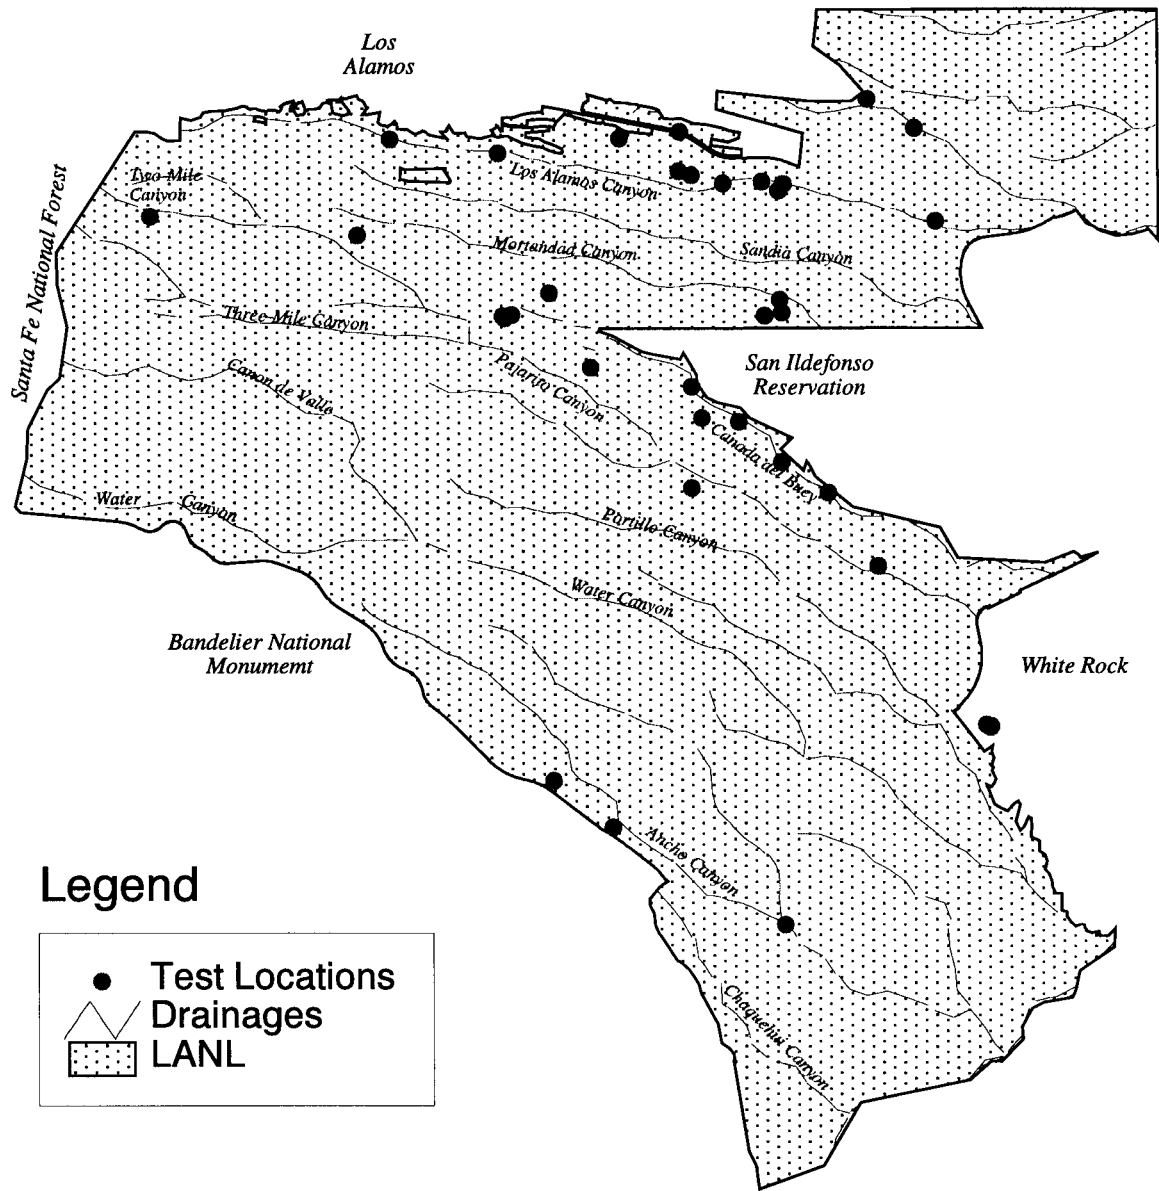 Los
Alamos
Santa Fe National Forest
Two Mile
Canyon
Los Alamos Canyon
Mortandad Canyon
Sandia Canyon
Three Mile Canyon
San Ildefonso
Reservation
Canon de Valle
Pajarito Canyon
Canada del Buey
Water Canyon
Portillo Canyon
Water Canyon
Bandelier National
Monumemt
White Rock
Ancho Canyon
Chaquehui Canyon
Legend
Test Locations
Drainages
LANL